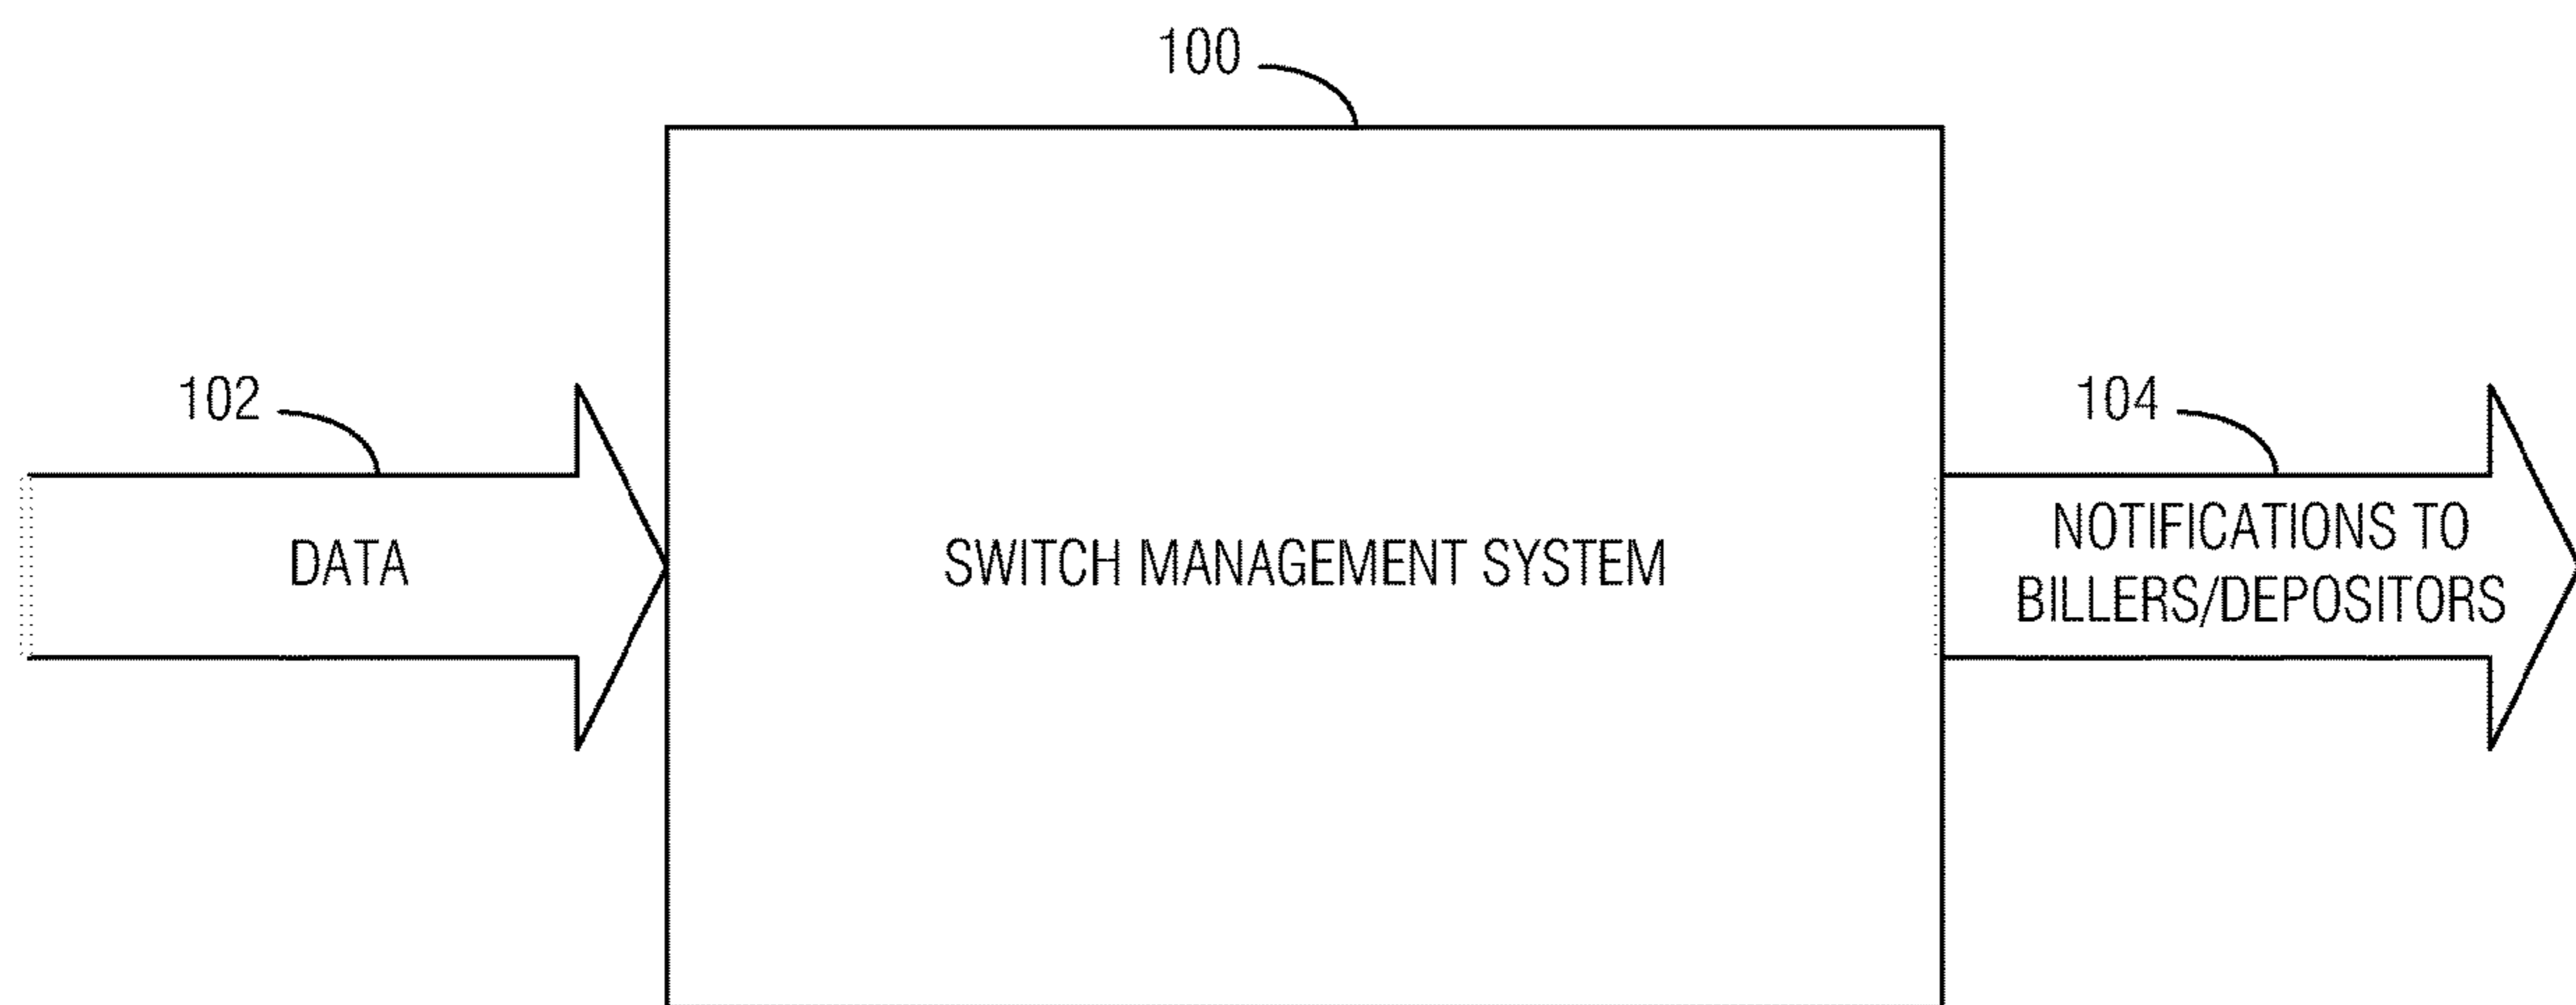 100
102
104
DATA
SWITCH MANAGEMENT SYSTEM
NOTIFICATIONS TO
BILLERS/DEPOSITORS